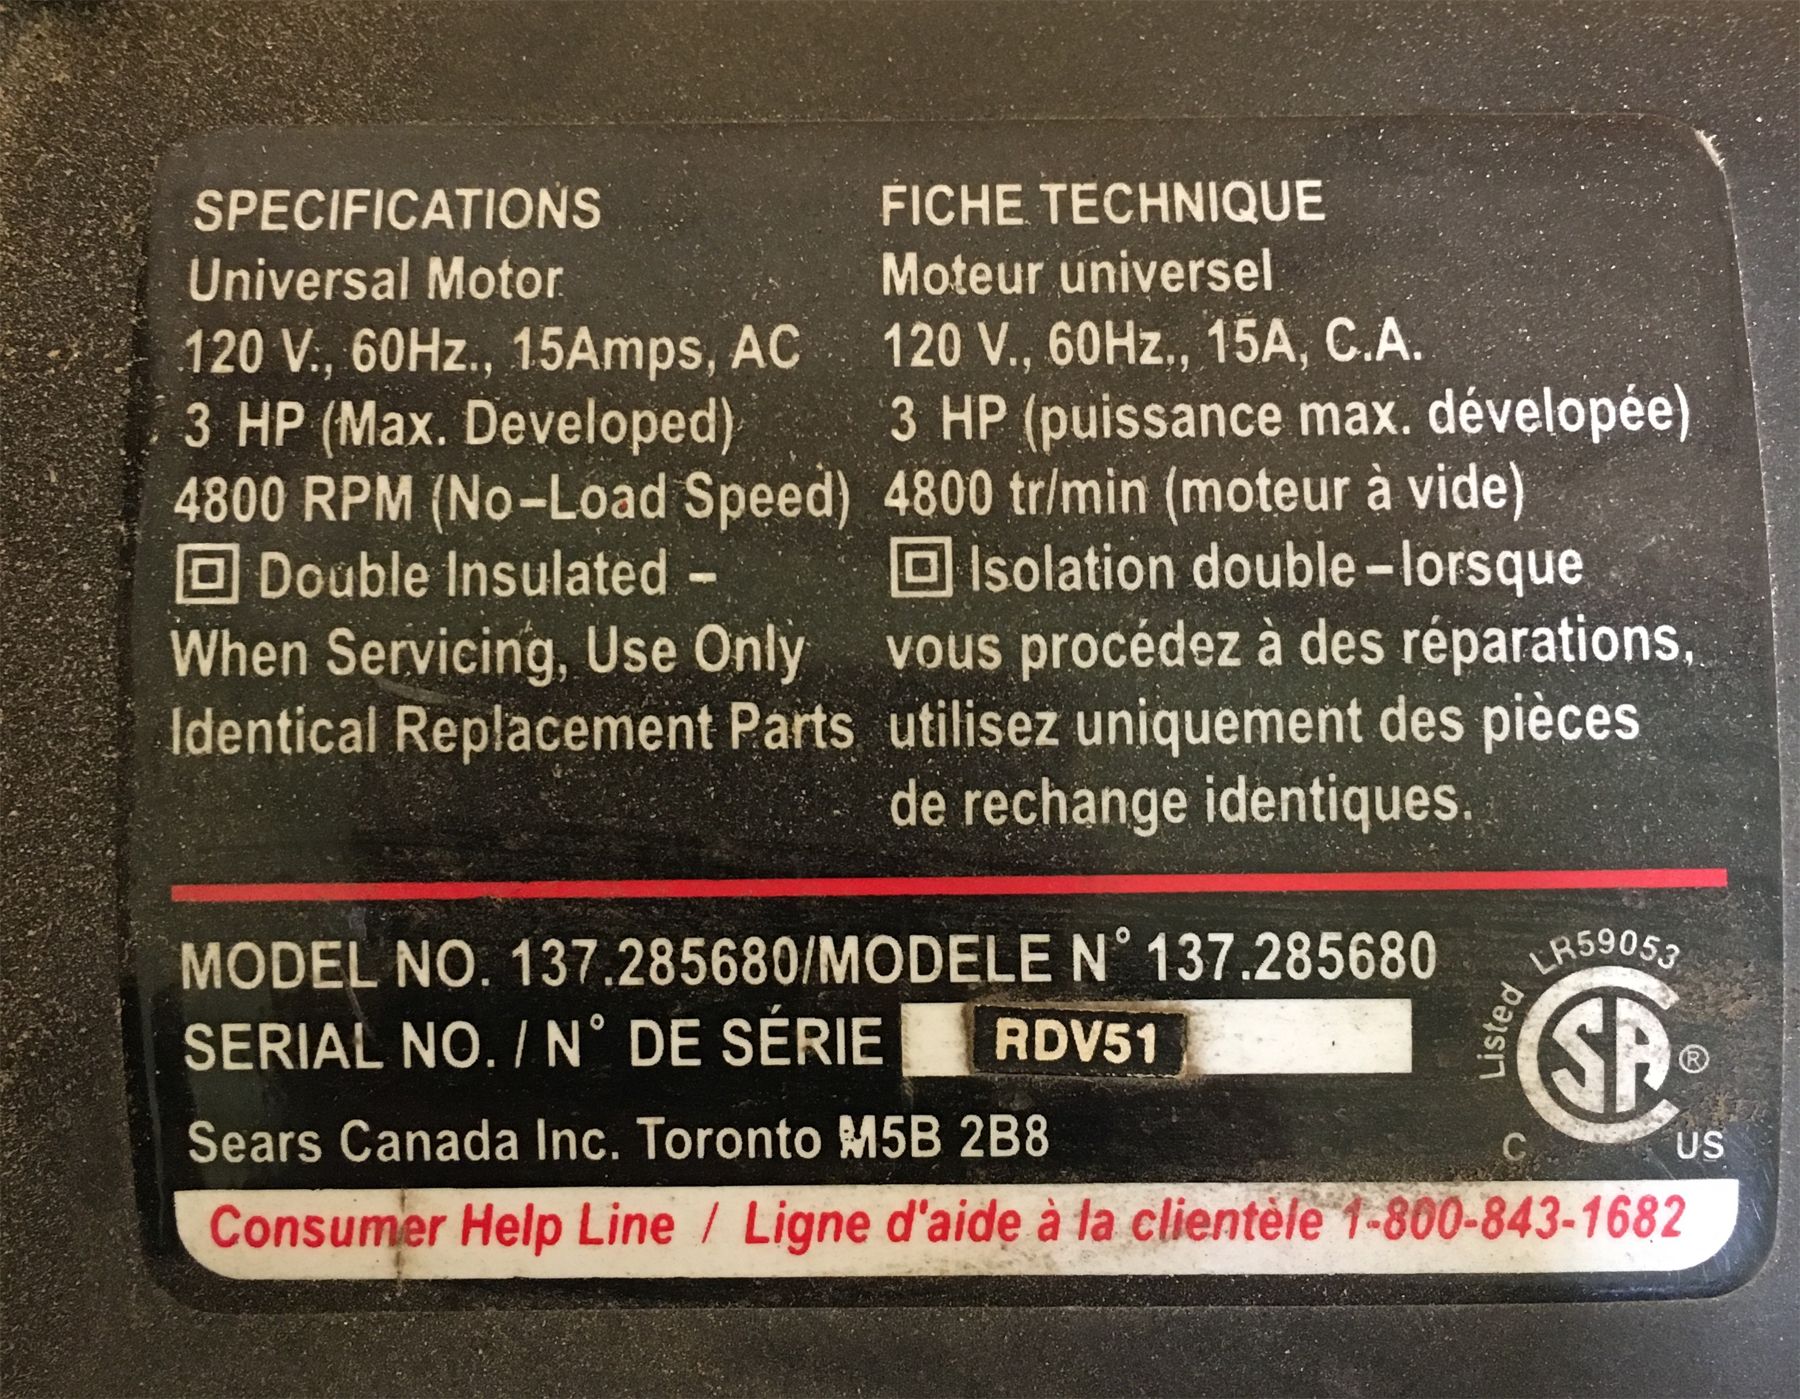 SPECIFICATIONS
Universal Motor
120 V., 60Hz., 15Amps, AC
3 HP (Max. Developed)
4800 RPM (No-Load Speed)
Double Insulated -
When Servicing, Use Only
Identical Replacement Parts
FICHE TECHNIQUE
Moteur universel
120 V., 60Hz., 15A, C.A.
3 HP (puissance max. développée)
4800 tr/min (moteur à vide)
Isolation double-lorsque
vous procédez à des réparations,
utilisez uniquement des pièces
de rechange identiques.
MODEL NO. 137.285680/MODELE N° 137.285680
SERIAL NO. / N° DE SÉRIE RDV51
Sears Canada Inc. Toronto M5B 2B8
Listed LR59053
SA ®
C US
Consumer Help Line / Ligne d'aide à la clientèle 1-800-843-1682